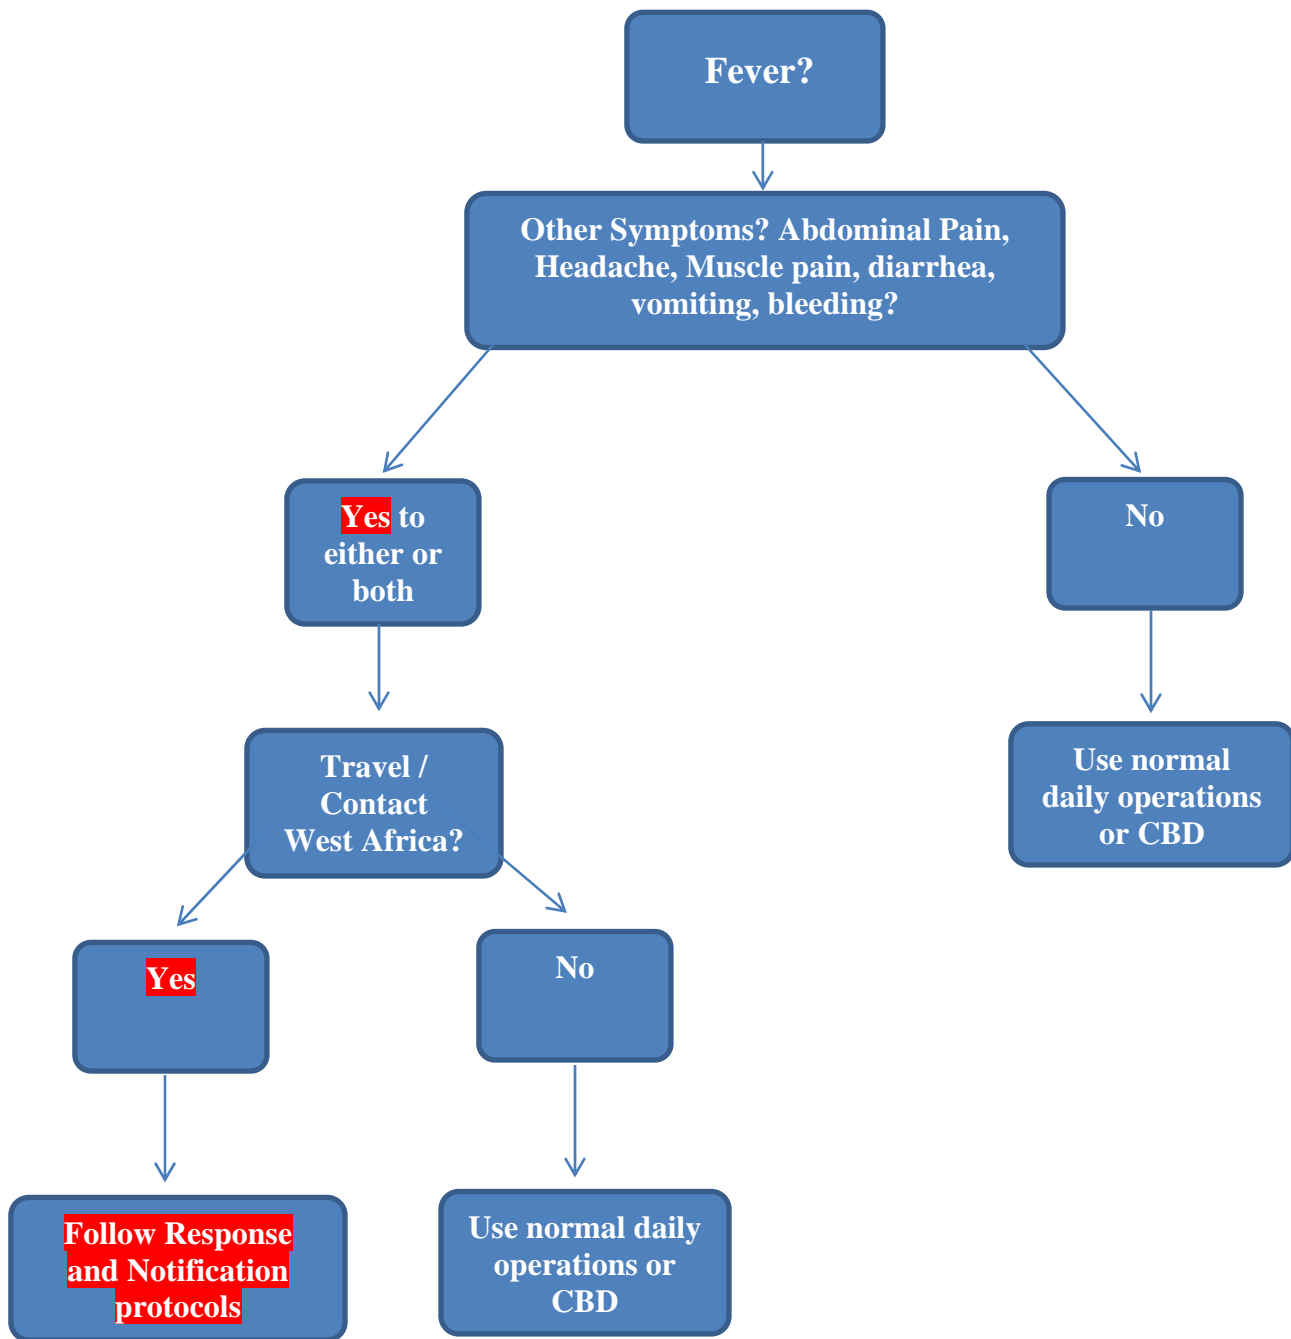 Fever?
Other Symptoms? Abdominal Pain,
Headache, Muscle pain, diarrhea,
vomiting, bleeding?
Yes to
either or
both
No
Travel /
Contact
West Africa?
Use normal
daily operations
or CBD
Yes
No
Follow Response
and Notification
protocols
Use normal daily
operations or
CBD